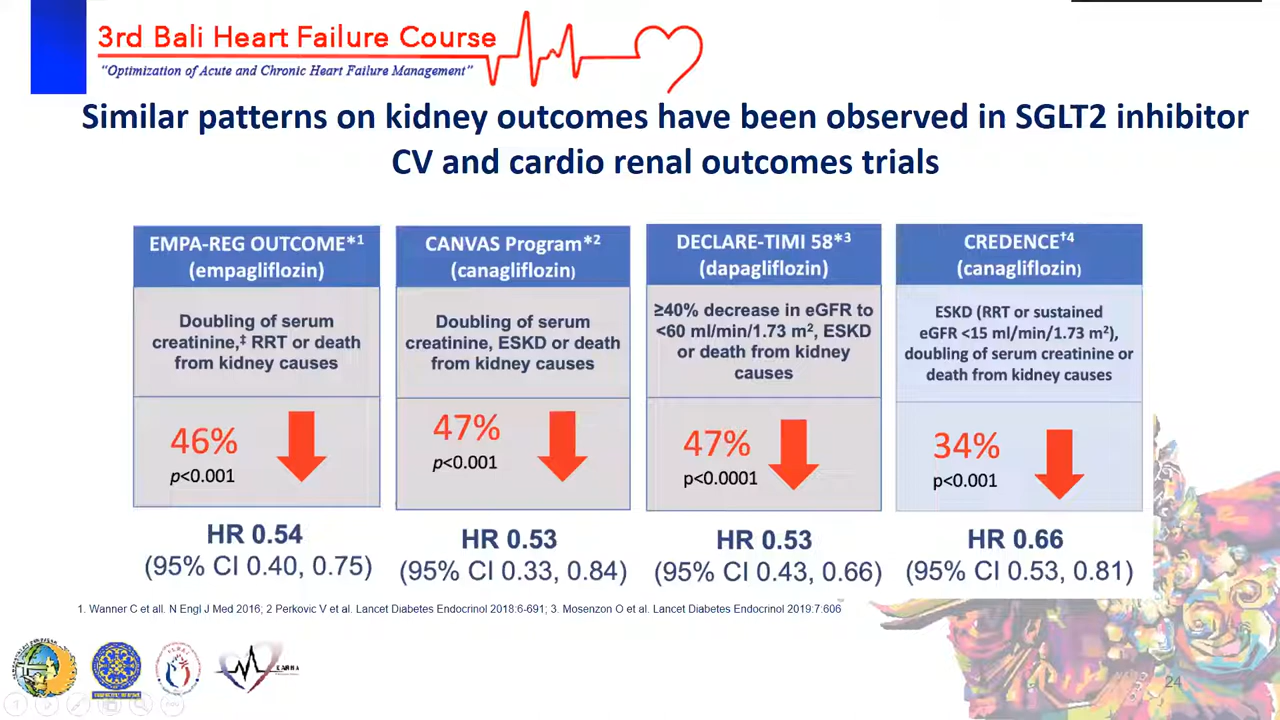 3rd Bali Heart Failure Course
“Optimization of Acute and Chronic Heart Failure Management”
Similar patterns on kidney outcomes have been observed in SGLT2 inhibitor
CV and cardio renal outcomes trials
EMPA-REG OUTCOME*1
(empagliflozin)
Doubling of serum
creatinine,‡ RRT or death
from kidney causes
46%
p<0.001
HR 0.54
(95% CI 0.40, 0.75)
CANVAS Program*2
(canagliflozin)
Doubling of serum
creatinine, ESKD or death
from kidney causes
47%
p<0.001
HR 0.53
(95% CI 0.33, 0.84)
DECLARE-TIMI 58*3
(dapagliflozin)
≥40% decrease in eGFR to
<60 ml/min/1.73 m², ESKD
or death from kidney
causes
47%
p<0.0001
HR 0.53
(95% CI 0.43, 0.66)
CREDENCE†4
(canagliflozin)
ESKD (RRT or sustained
eGFR <15 ml/min/1.73 m²),
doubling of serum creatinine or
death from kidney causes
34%
p<0.001
HR 0.66
(95% CI 0.53, 0.81)
1. Wanner C et all. N Engl J Med 2016; 2 Perkovic V et al. Lancet Diabetes Endocrinol 2018:6-691; 3. Mosenzon O et al. Lancet Diabetes Endocrinol 2019:7:606
24